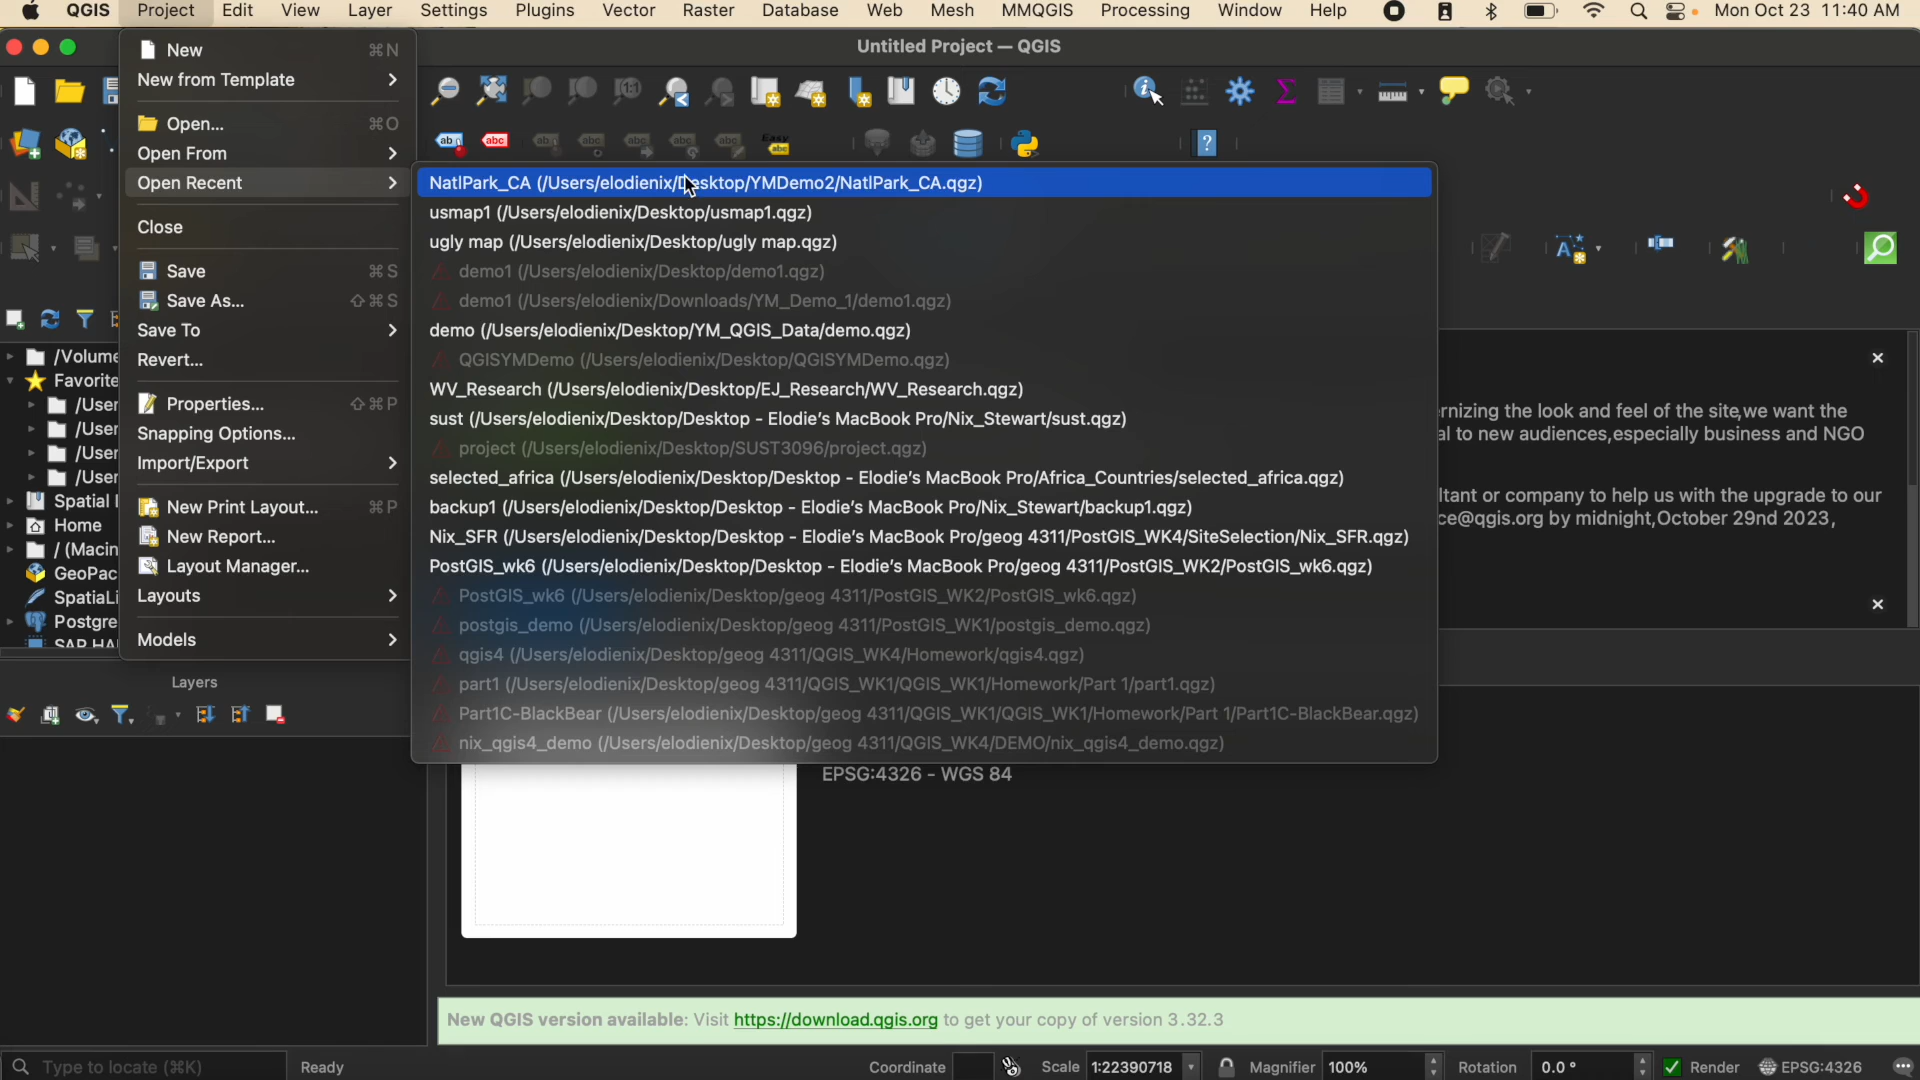 QGIS Project Edit View Layer Settings Plugins Vector Raster Database Web Mesh MMQGIS Processing Window Help Mon Oct 23 11:40 AM
Untitled Project — QGIS
New ⌘N
New from Template
Open... ⌘O
Open From
Open Recent
Close
Save ⌘S
Save As... ⇧⌘S
Save To
Revert...
Properties... ⇧⌘P
Snapping Options...
Import/Export
New Print Layout... ⌘P
New Report...
Layout Manager...
Layouts
Models
NatlPark_CA (/Users/elodienix/Desktop/YMDemo2/NatlPark_CA.qgz)
usmap1 (/Users/elodienix/Desktop/usmap1.qgz)
ugly map (/Users/elodienix/Desktop/ugly map.qgz)
demo1 (/Users/elodienix/Desktop/demo1.qgz)
demo1 (/Users/elodienix/Downloads/YM_Demo_1/demo1.qgz)
demo (/Users/elodienix/Desktop/YM_QGIS_Data/demo.qgz)
QGISYMDemo (/Users/elodienix/Desktop/QGISYMDemo.qgz)
WV_Research (/Users/elodienix/Desktop/EJ_Research/WV_Research.qgz)
sust (/Users/elodienix/Desktop/Desktop - Elodie's MacBook Pro/Nix_Stewart/sust.qgz)
project (/Users/elodienix/Desktop/SUST3096/project.qgz)
selected_africa (/Users/elodienix/Desktop/Desktop - Elodie's MacBook Pro/Africa_Countries/selected_africa.qgz)
backup1 (/Users/elodienix/Desktop/Desktop - Elodie's MacBook Pro/Nix_Stewart/backup1.qgz)
Nix_SFR (/Users/elodienix/Desktop/Desktop - Elodie's MacBook Pro/geog 4311/PostGIS_WK4/SiteSelection/Nix_SFR.qgz)
PostGIS_wk6 (/Users/elodienix/Desktop/Desktop - Elodie's MacBook Pro/geog 4311/PostGIS_WK2/PostGIS_wk6.qgz)
PostGIS_wk6 (/Users/elodienix/Desktop/geog 4311/PostGIS_WK2/PostGIS_wk6.qgz)
postgis_demo (/Users/elodienix/Desktop/geog 4311/PostGIS_WK1/postgis_demo.qgz)
qgis4 (/Users/elodienix/Desktop/geog 4311/QGIS_WK4/Homework/qgis4.qgz)
part1 (/Users/elodienix/Desktop/geog 4311/QGIS_WK1/QGIS_WK1/Homework/Part 1/part1.qgz)
Part1C-BlackBear (/Users/elodienix/Desktop/geog 4311/QGIS_WK1/QGIS_WK1/Homework/Part 1/Part1C-BlackBear.qgz)
nix_qgis4_demo (/Users/elodienix/Desktop/geog 4311/QGIS_WK4/DEMO/nix_qgis4_demo.qgz)
/Volume
Favorite
/User
/User
/User
/User
Spatial
Home
/ (Macin
GeoPac
SpatiaLi
Postgre
SAP HA
Layers
rnizing the look and feel of the site,we want the
al to new audiences,especially business and NGO
ltant or company to help us with the upgrade to our
ce@qgis.org by midnight,October 29nd 2023,
EPSG:4326 - WGS 84
New QGIS version available: Visit https://download.qgis.org to get your copy of version 3.32.3
Type to locate (⌘K) Ready Coordinate Scale 1:22390718 Magnifier 100% Rotation 0.0 ° Render EPSG:4326